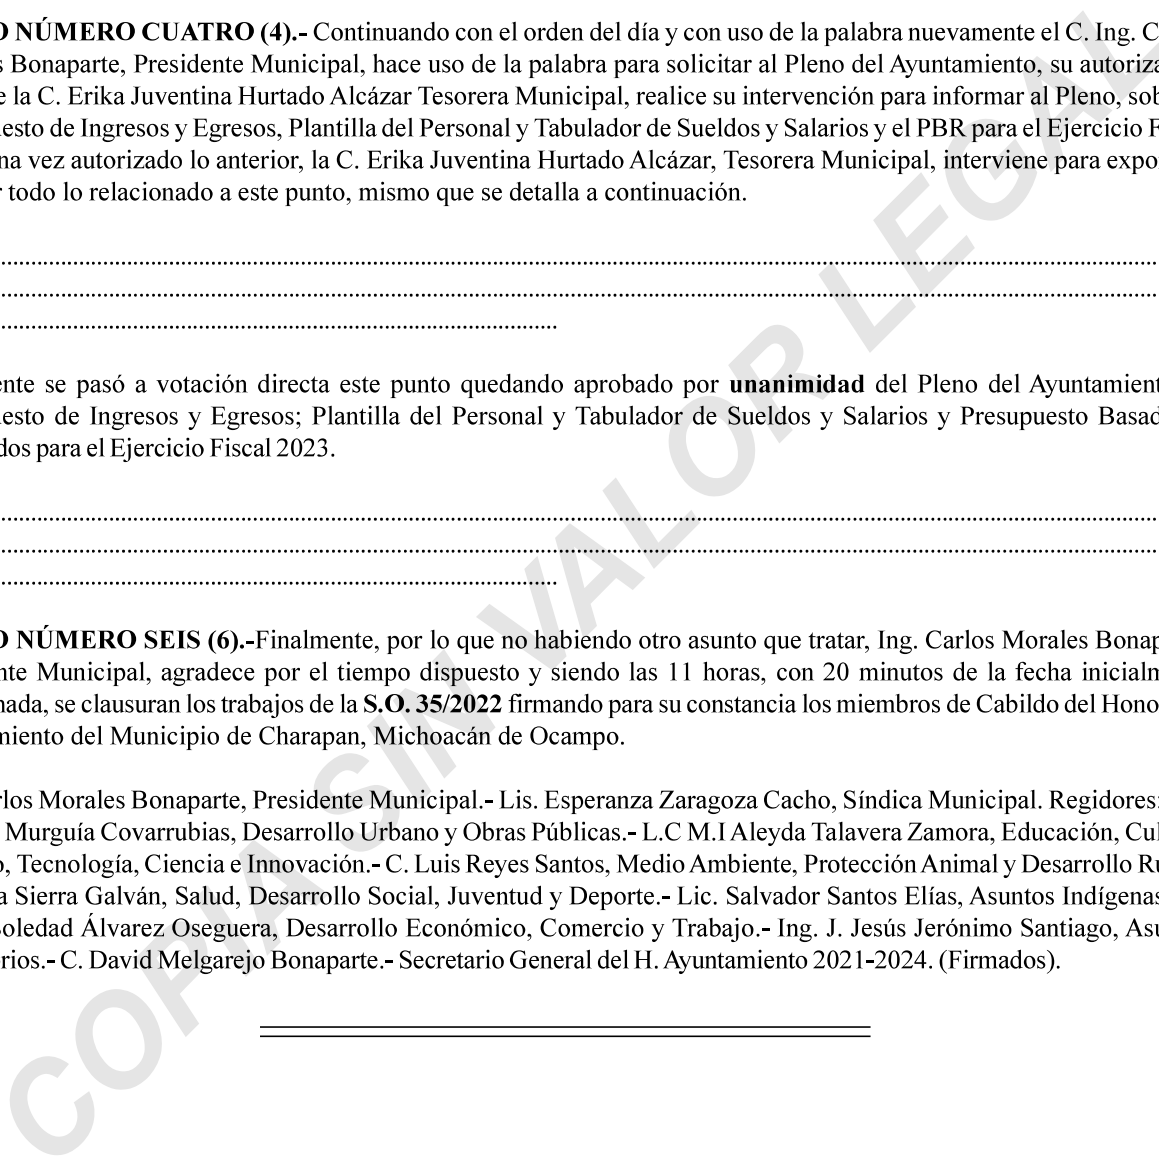 O NÚMERO CUATRO (4).- Continuando con el orden del día y con uso de la palabra nuevamente el C. Ing. C
s Bonaparte, Presidente Municipal, hace uso de la palabra para solicitar al Pleno del Ayuntamiento, su autoriza
e la C. Erika Juventina Hurtado Alcázar Tesorera Municipal, realice su intervención para informar al Pleno, sob
uesto de Ingresos y Egresos, Plantilla del Personal y Tabulador de Sueldos y Salarios y el PBR para el Ejercicio F
na vez autorizado lo anterior, la C. Erika Juventina Hurtado Alcázar, Tesorera Municipal, interviene para expo
r todo lo relacionado a este punto, mismo que se detalla a continuación.
ente se pasó a votación directa este punto quedando aprobado por unanimidad del Pleno del Ayuntamient
uesto de Ingresos y Egresos; Plantilla del Personal y Tabulador de Sueldos y Salarios y Presupuesto Basad
dos para el Ejercicio Fiscal 2023.
O NÚMERO SEIS (6).-Finalmente, por lo que no habiendo otro asunto que tratar, Ing. Carlos Morales Bonap
nte Municipal, agradece por el tiempo dispuesto y siendo las 11 horas, con 20 minutos de la fecha inicialm
nada, se clausuran los trabajos de la S.O. 35/2022 firmando para su constancia los miembros de Cabildo del Hono
miento del Municipio de Charapan, Michoacán de Ocampo.
rlos Morales Bonaparte, Presidente Municipal.- Lis. Esperanza Zaragoza Cacho, Síndica Municipal. Regidores:
Murguía Covarrubias, Desarrollo Urbano y Obras Públicas.- L.C M.I Aleyda Talavera Zamora, Educación, Cul
o, Tecnología, Ciencia e Innovación.- C. Luis Reyes Santos, Medio Ambiente, Protección Animal y Desarrollo Ru
a Sierra Galván, Salud, Desarrollo Social, Juventud y Deporte.- Lic. Salvador Santos Elías, Asuntos Indígenas
Soledad Álvarez Oseguera, Desarrollo Económico, Comercio y Trabajo.- Ing. J. Jesús Jerónimo Santiago, Asu
rios.- C. David Melgarejo Bonaparte.- Secretario General del H. Ayuntamiento 2021-2024. (Firmados).
COPIA SIN VALOR LEGAL